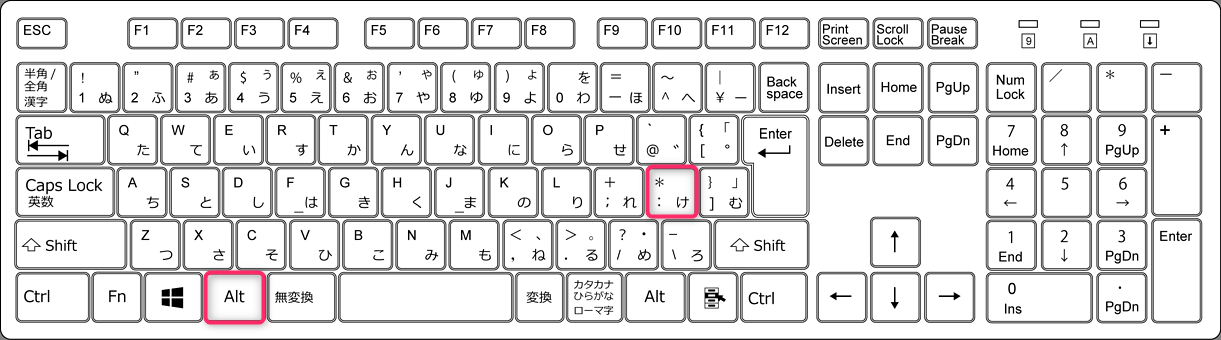 ESC F1 F2 F3 F4 F5 F6 F7 F8 F9 F10 F11 F12 Print Screen Scroll Lock Pause Break 9 A ⬇
半角/全角 漢字 ! 1 ぬ " 2 ふ # ぁ 3 あ $ ぅ 4 う % ぇ 5 え & ぉ 6 お ' ゃ 7 や ( ゅ 8 ゆ ) ょ 9 よ を 0 わ = ー ほ ～ ^ へ | ¥ ー Back space Insert Home PgUp Num Lock ／ ＊ －
Tab Q た W て E い R す T か Y ん U な I に O ら P せ ` @ ゛ { 「 [ ゜ Enter Delete End PgDn 7 Home 8 ↑ 9 PgUp +
Caps Lock 英数 A ち S と D し F _は G き H く J _ま K の L り + ; れ ＊ : け } 」 ] む 4 ← 5 6 →
Shift Z つ X さ C そ V ひ B こ N み M も < 、 , ね > 。 . る ? ・ / め _ \ ろ Shift ↑ 1 End 2 ↓ 3 PgDn Enter
Ctrl Fn Alt 無変換 変換 カタカナ ひらがな ローマ字 Alt Ctrl ← ↓ → 0 Ins . PgDn